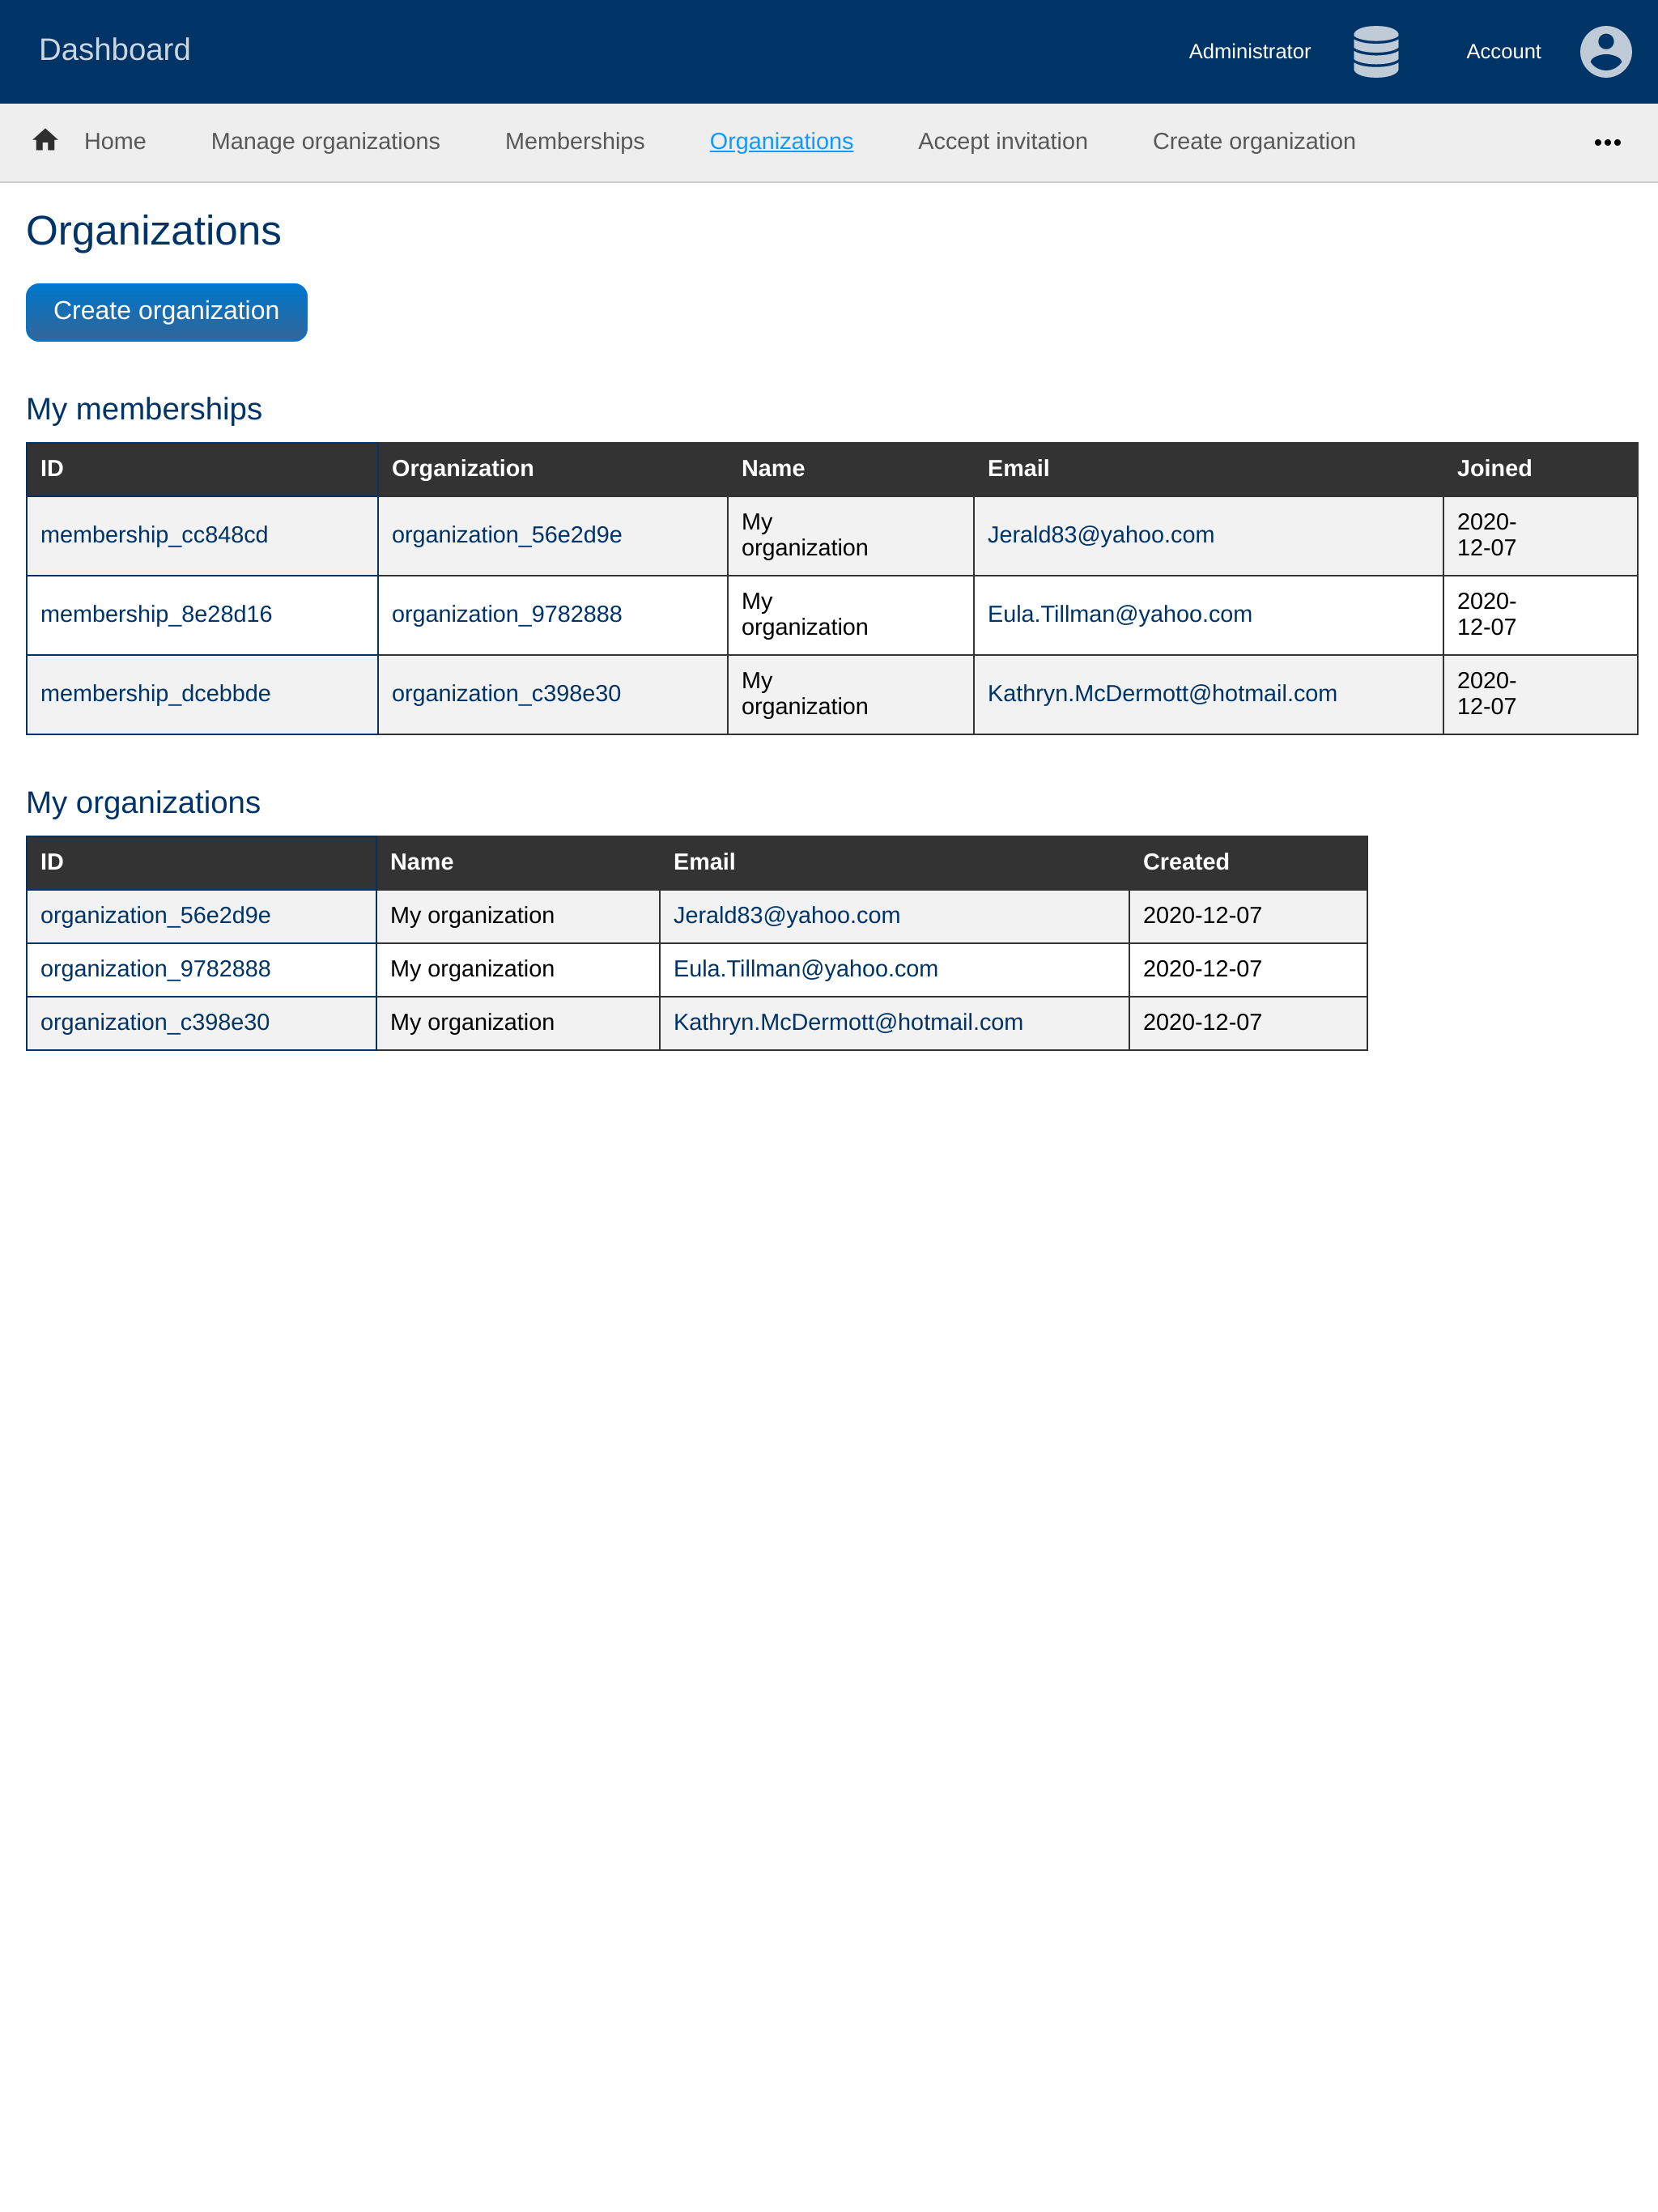 Dashboard
Administrator
Account
Home
Manage organizations
Memberships
Organizations
Accept invitation
Create organization
Organizations
Create organization
My memberships
ID Organization Name Email Joined
membership_cc848cd organization_56e2d9e My organization Jerald83@yahoo.com 2020-12-07
membership_8e28d16 organization_9782888 My organization Eula.Tillman@yahoo.com 2020-12-07
membership_dcebbde organization_c398e30 My organization Kathryn.McDermott@hotmail.com 2020-12-07
My organizations
ID Name Email Created
organization_56e2d9e My organization Jerald83@yahoo.com 2020-12-07
organization_9782888 My organization Eula.Tillman@yahoo.com 2020-12-07
organization_c398e30 My organization Kathryn.McDermott@hotmail.com 2020-12-07